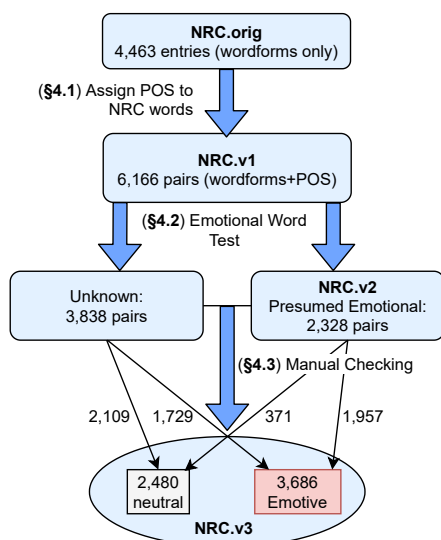 NRC.orig
4,463 entries (wordforms only)
(§4.1) Assign POS to
NRC words
NRC.v1
6,166 pairs (wordforms+POS)
(§4.2) Emotional Word
Test
Unknown:
3,838 pairs
NRC.v2
Presumed Emotional:
2,328 pairs
(§4.3) Manual Checking
2,109 1,729 371 1,957
2,480
neutral
3,686
Emotive
NRC.v3